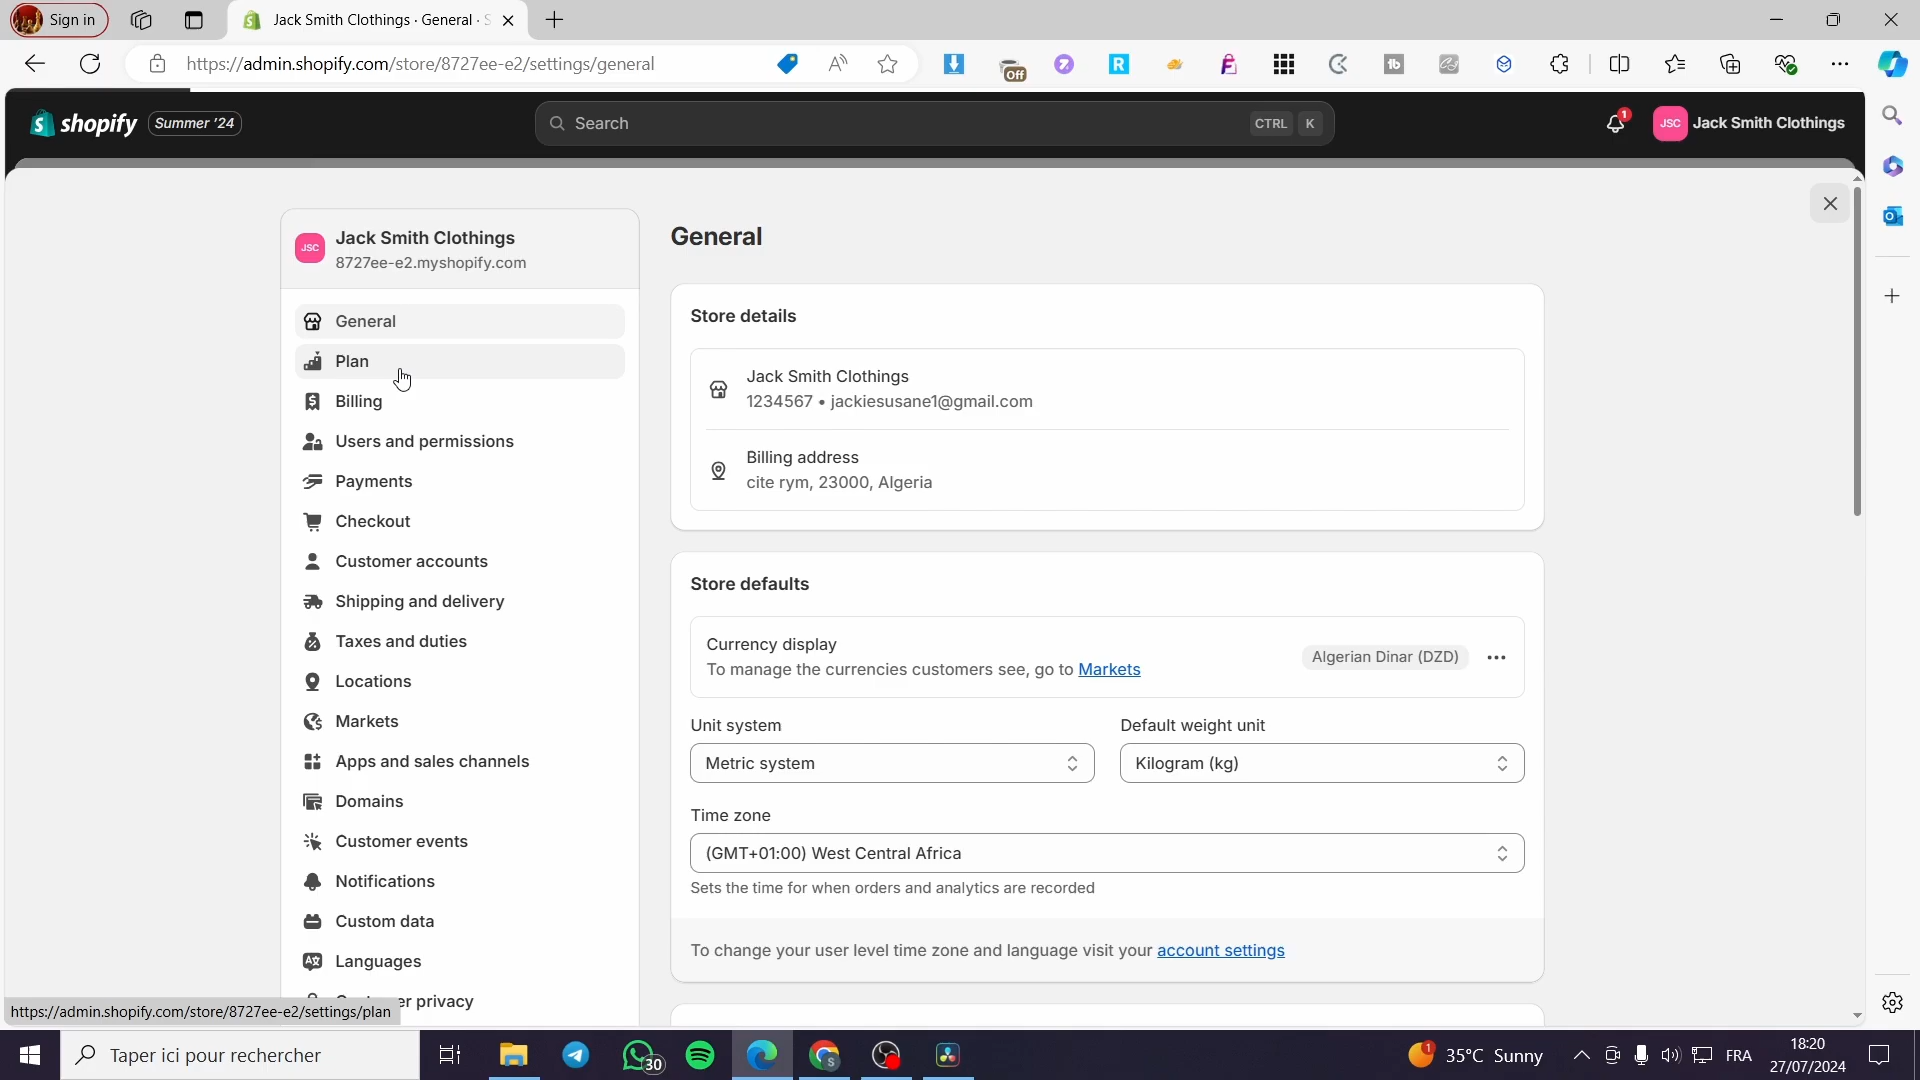 Sign in
Jack Smith Clothings · General · S
https://admin.shopify.com/store/8727ee-e2/settings/general
Off
shopify
Summer '24
Search
CTRL K
1
JSC
Jack Smith Clothings
JSC
Jack Smith Clothings
8727ee-e2.myshopify.com
General
Plan
Billing
Users and permissions
Payments
Checkout
Customer accounts
Shipping and delivery
Taxes and duties
Locations
Markets
Apps and sales channels
Domains
Customer events
Notifications
Custom data
Languages
privacy
General
Store details
Jack Smith Clothings
1234567 • jackiesusane1@gmail.com
Billing address
cite rym, 23000, Algeria
Store defaults
Currency display
To manage the currencies customers see, go to Markets
Algerian Dinar (DZD)
Unit system
Default weight unit
Metric system
Kilogram (kg)
Time zone
(GMT+01:00) West Central Africa
Sets the time for when orders and analytics are recorded
To change your user level time zone and language visit your account settings
https://admin.shopify.com/store/8727ee-e2/settings/plan
Taper ici pour rechercher
30
1
35°C Sunny
FRA
18:20
27/07/2024